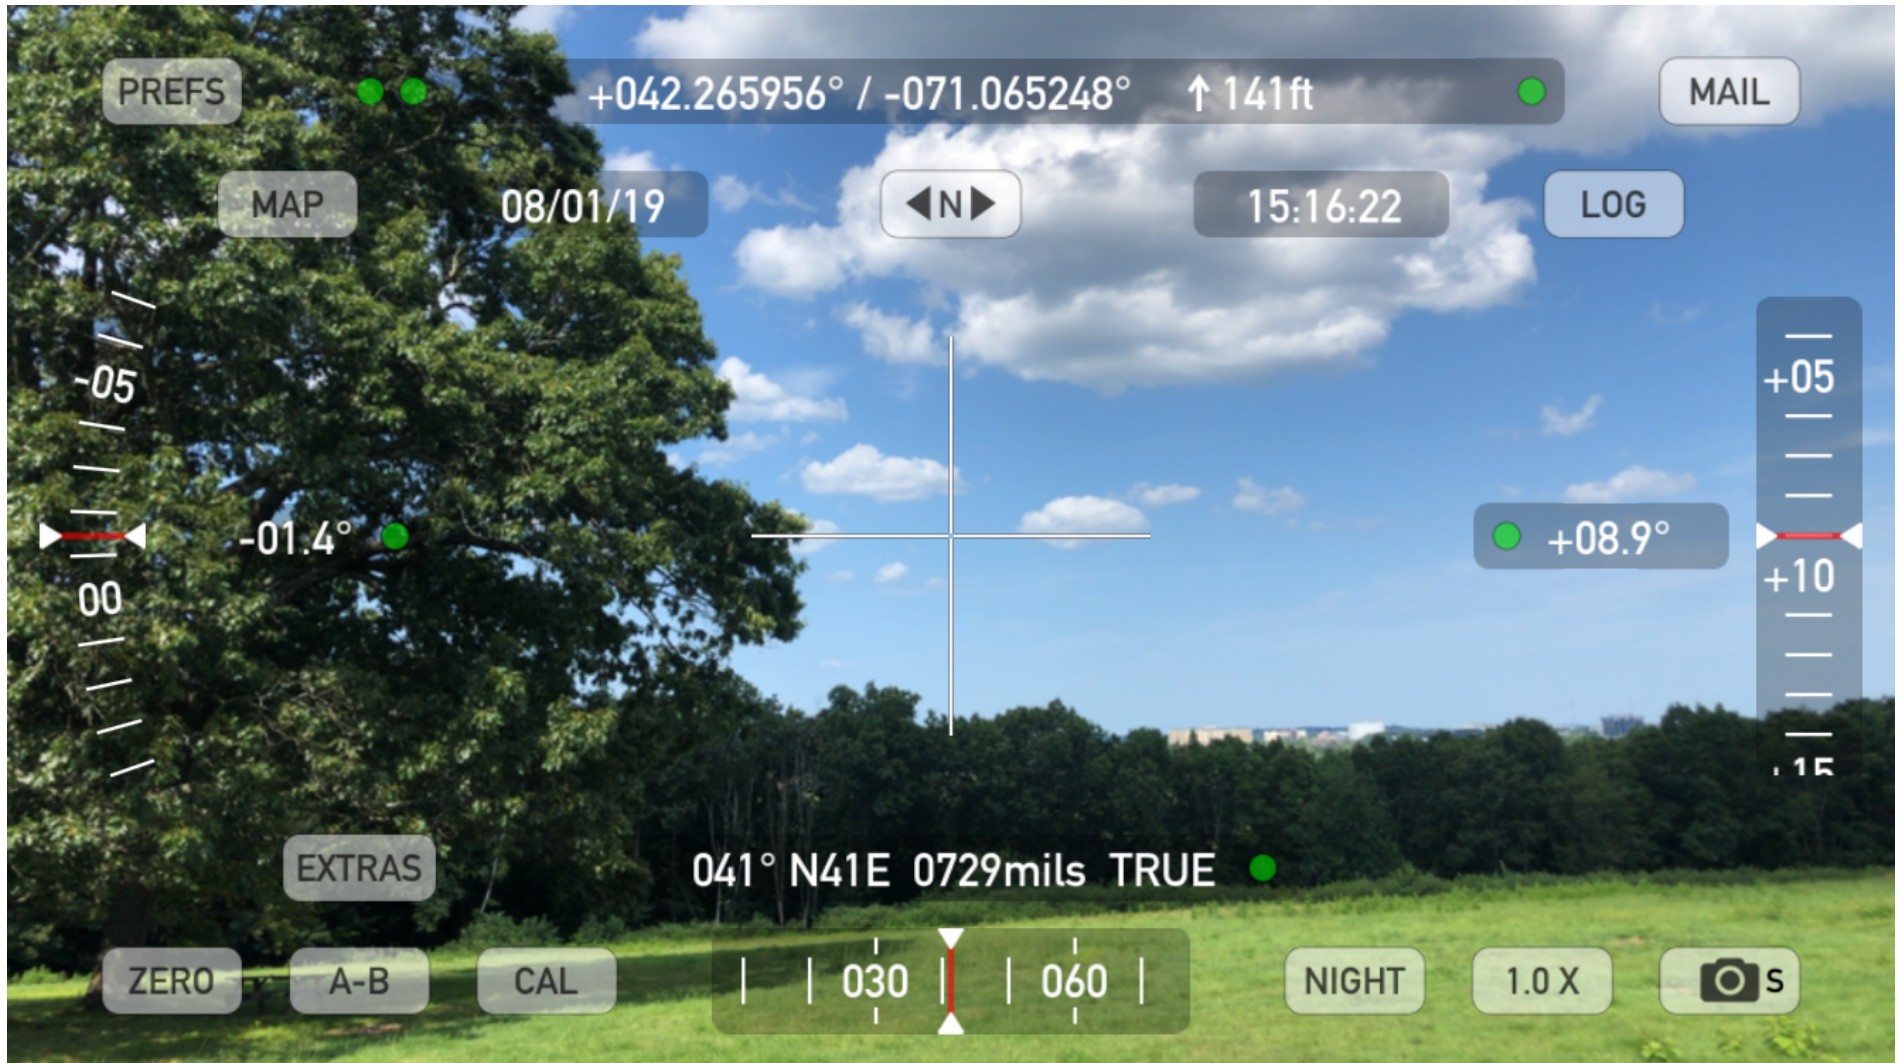 PREFS +042.265956° / -071.065248° ↑ 141ft MAIL
MAP 08/01/19 ◀N▶ 15:16:22 LOG
-05 +05
-01.4° +08.9°
00 +10
+15
EXTRAS 041° N41E 0729mils TRUE
ZERO A-B CAL 030 060 NIGHT 1.0 X S